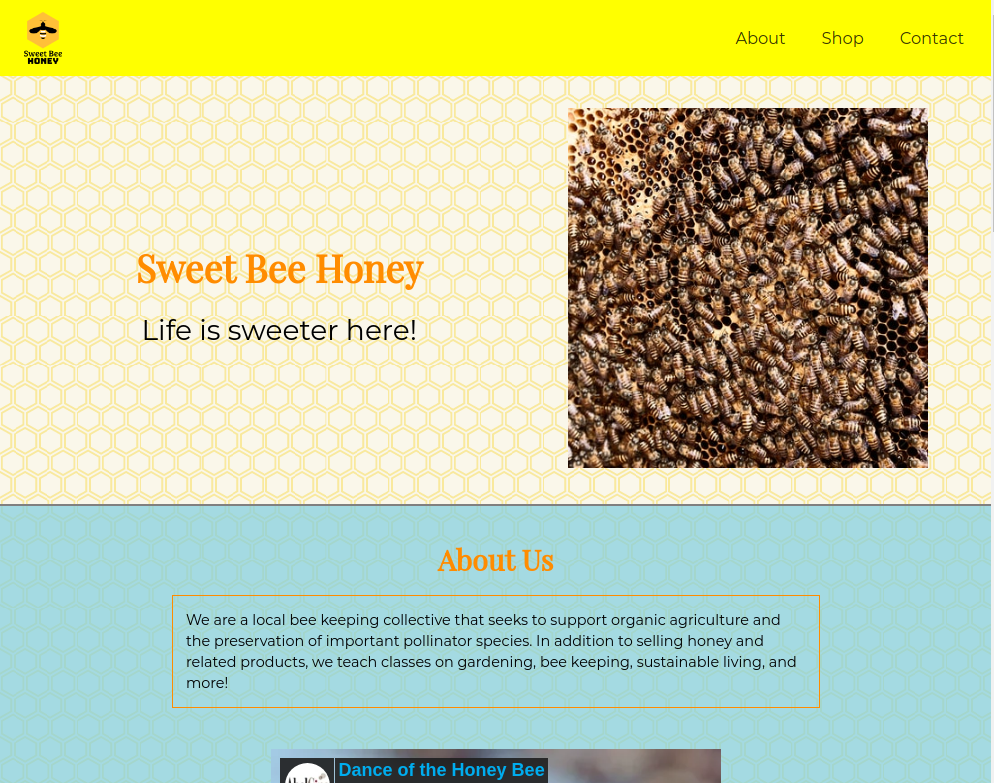 Sweet Bee
HONEY
About Shop Contact
Sweet Bee Honey
Life is sweeter here!
About Us
We are a local bee keeping collective that seeks to support organic agriculture and
the preservation of important pollinator species. In addition to selling honey and
related products, we teach classes on gardening, bee keeping, sustainable living, and
more!
Dance of the Honey Bee